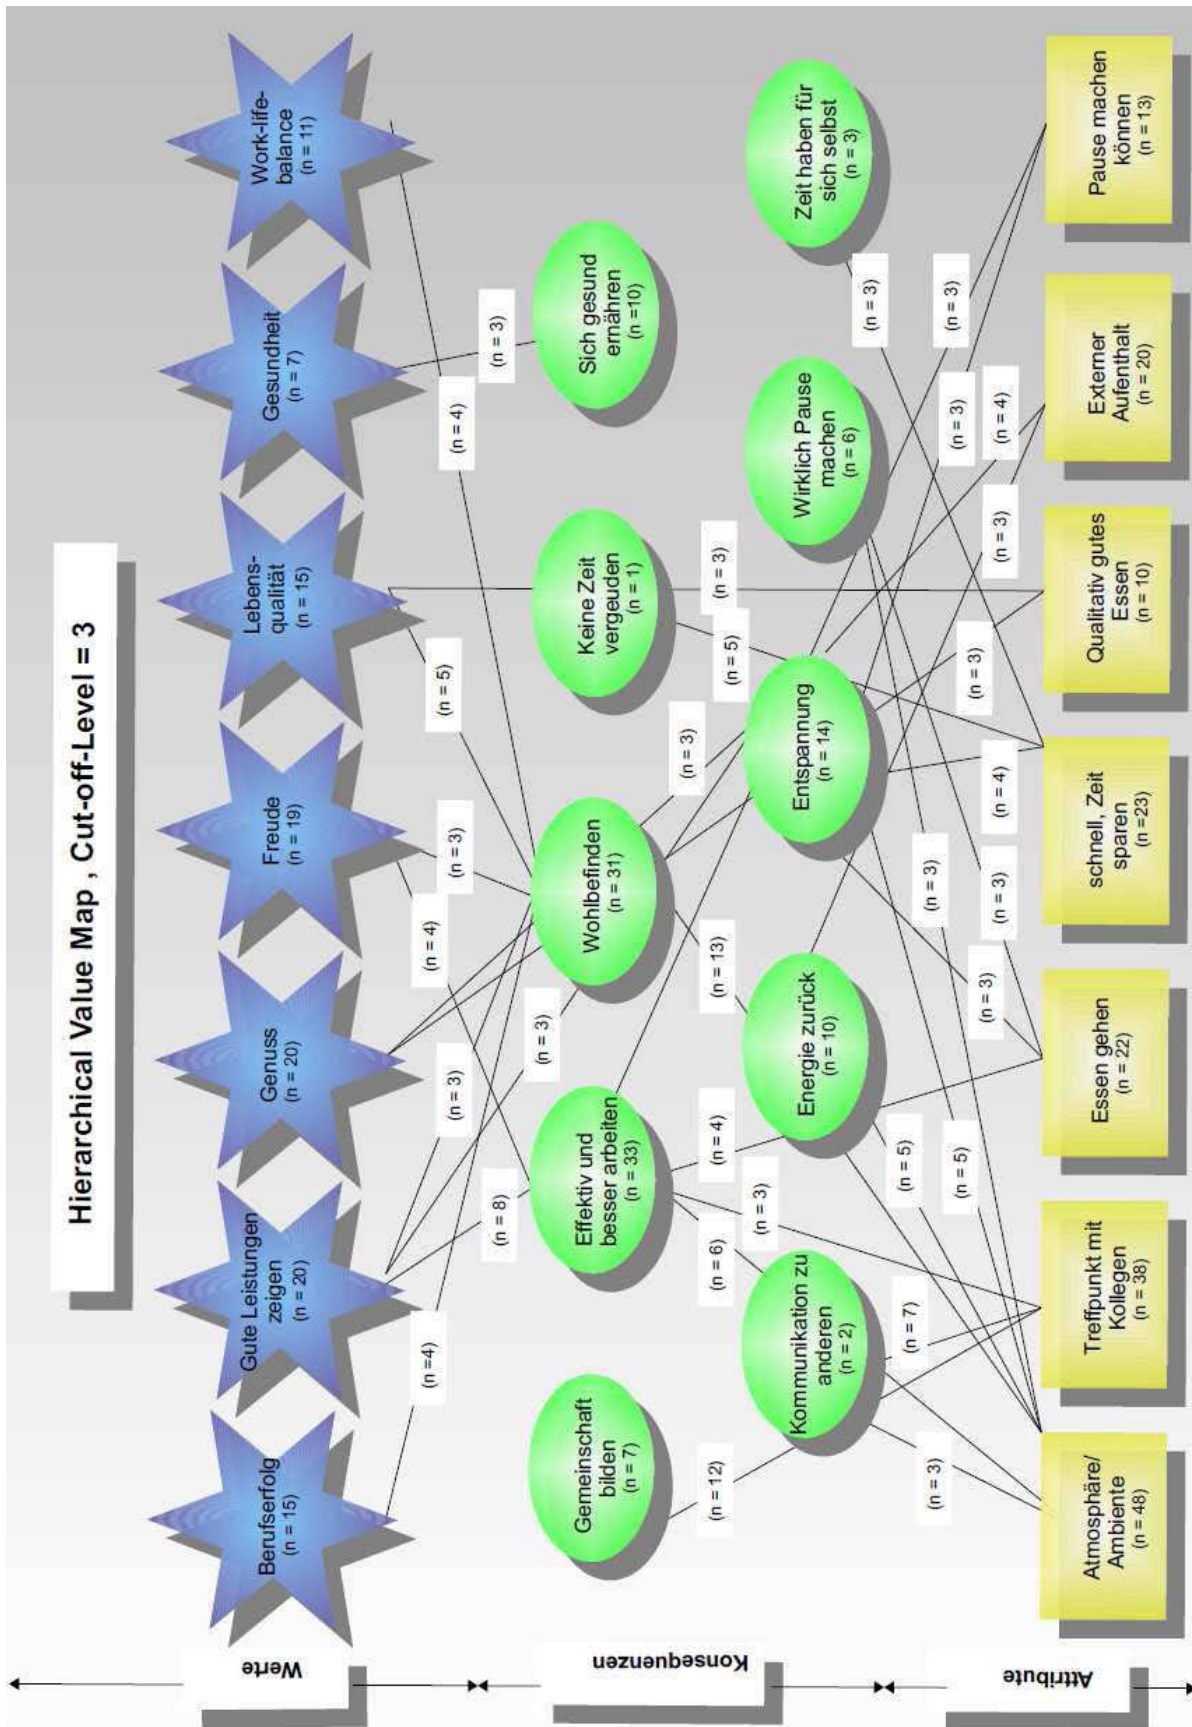 Hierarchical Value Map , Cut-off-Level = 3
Werte
Berufserfolg
(n = 15)
Gute Leistungen
zeigen
(n = 20)
Genuss
(n = 20)
Freude
(n = 19)
Lebens-
qualität
(n = 15)
Gesundheit
(n = 7)
Work-life-
balance
(n = 11)
(n =4)
(n = 8)
(n = 3)
(n = 3)
(n = 4)
(n = 3)
(n = 5)
(n = 4)
(n = 3)
Konsequenzen
Gemeinschaft
bilden
(n = 7)
Effektiv und
besser arbeiten
(n = 33)
Wohlbefinden
(n = 31)
Keine Zeit
vergeuden
(n = 1)
Sich gesund
ernähren
(n =10)
(n = 12)
(n = 6)
(n = 3)
(n = 4)
(n = 13)
(n = 3)
(n = 5)
(n = 3)
Kommunikation zu
anderen
(n = 2)
Energie zurück
(n = 10)
Entspannung
(n = 14)
Wirklich Pause
machen
(n = 6)
Zeit haben für
sich selbst
(n = 3)
(n = 3)
(n = 7)
(n = 5)
(n = 5)
(n = 3)
(n = 3)
(n = 3)
(n = 4)
(n = 3)
(n = 3)
(n = 4)
(n = 3)
(n = 3)
(n = 3)
Attribute
Atmosphäre/
Ambiente
(n = 48)
Treffpunkt mit
Kollegen
(n = 38)
Essen gehen
(n = 22)
schnell, Zeit
sparen
(n =23)
Qualitativ gutes
Essen
(n = 10)
Externer
Aufenthalt
(n = 20)
Pause machen
können
(n = 13)